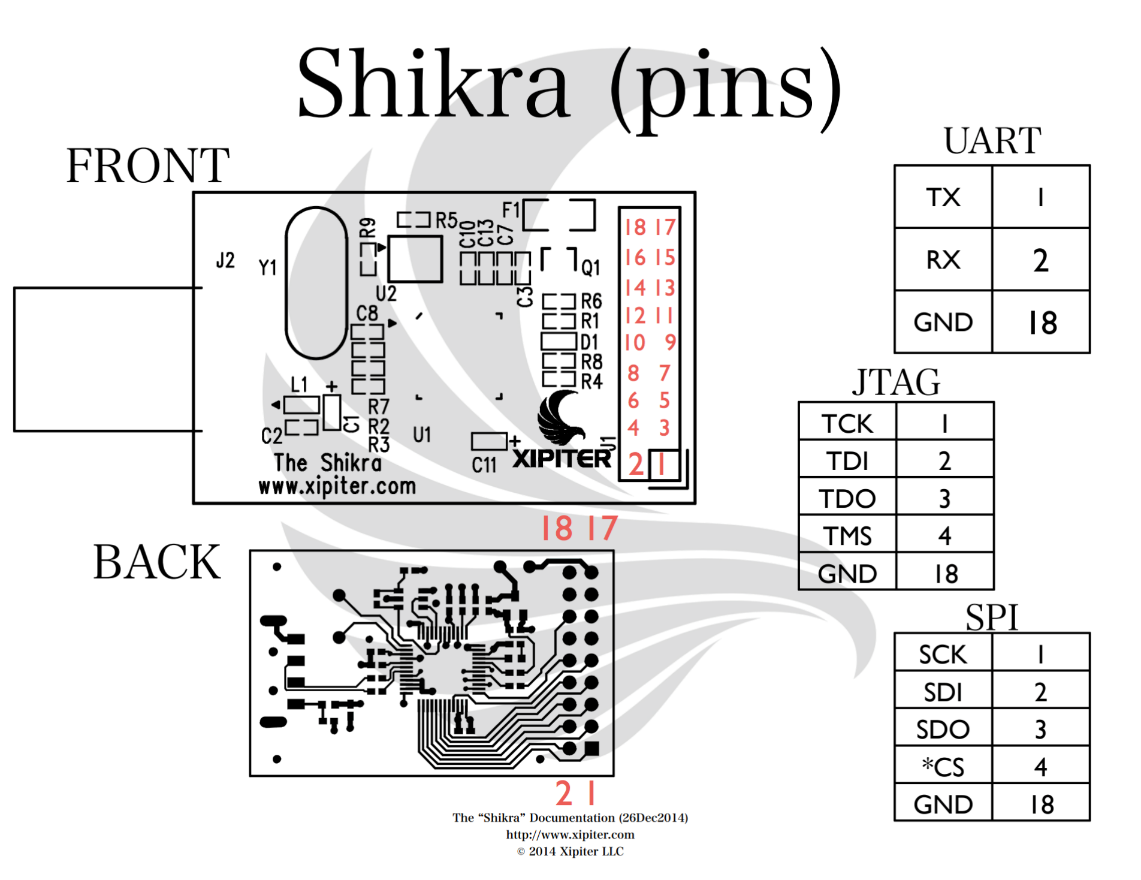 Shikra (pins)
FRONT
J2
Y1
R9
R5
U2
C10
C13
C7
C3
F1
Q1
R6
R1
D1
R8
R4
C8
L1
+
C1
C2
R7
R2
R3
U1
C11
+
XIPITER
J1
The Shikra
www.xipiter.com
18 17
16 15
14 13
12 11
10 9
8 7
6 5
4 3
2 1
UART
TX 1
RX 2
GND 18
JTAG
TCK 1
TDI 2
TDO 3
TMS 4
GND 18
BACK
18 17
2 1
SPI
SCK 1
SDI 2
SDO 3
*CS 4
GND 18
The “Shikra” Documentation (26Dec2014)
http://www.xipiter.com
© 2014 Xipiter LLC